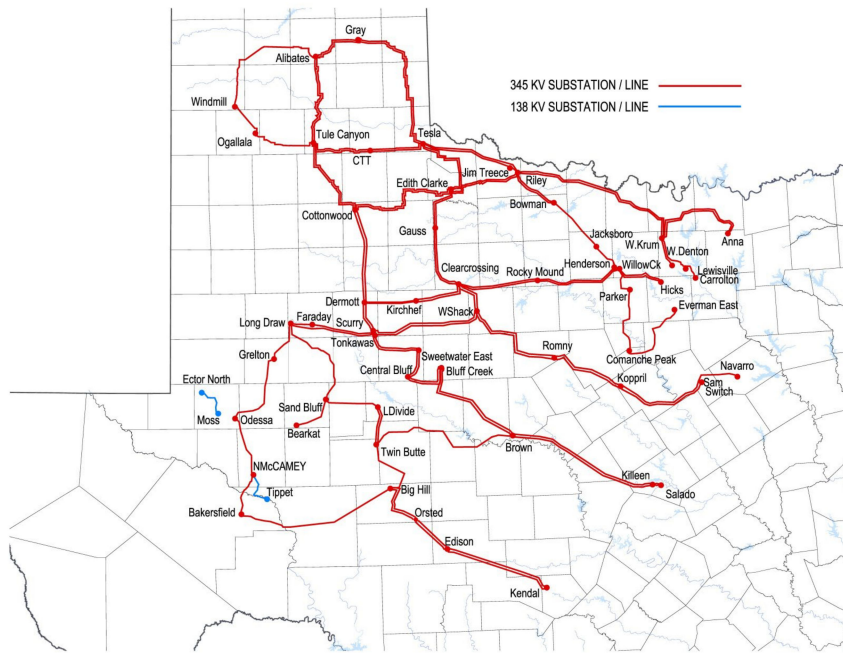 Gray
Alibates
345 KV SUBSTATION / LINE
138 KV SUBSTATION / LINE
Windmill
Ogallala
Tule Canyon
Tesla
CTT
Jim Treece
Riley
Edith Clarke
Bowman
Cottonwood
Gauss
Jacksboro
W.Krum
W.Denton
Anna
Clearcrossing
Rocky Mound
Henderson
WillowCk
Lewisville
Carrolton
Hicks
Parker
Everman East
Dermott
Kirchhef
WShack
Long Draw
Faraday
Scurry
Tonkawas
Romny
Comanche Peak
Grelton
Sweetwater East
Central Bluff
Bluff Creek
Koppril
Navarro
Sam
Switch
Ector North
Moss
Odessa
Sand Bluff
Bearkat
LDivide
Twin Butte
Brown
NMcCAMEY
Tippet
Big Hill
Killeen
Salado
Bakersfield
Orsted
Edison
Kendal